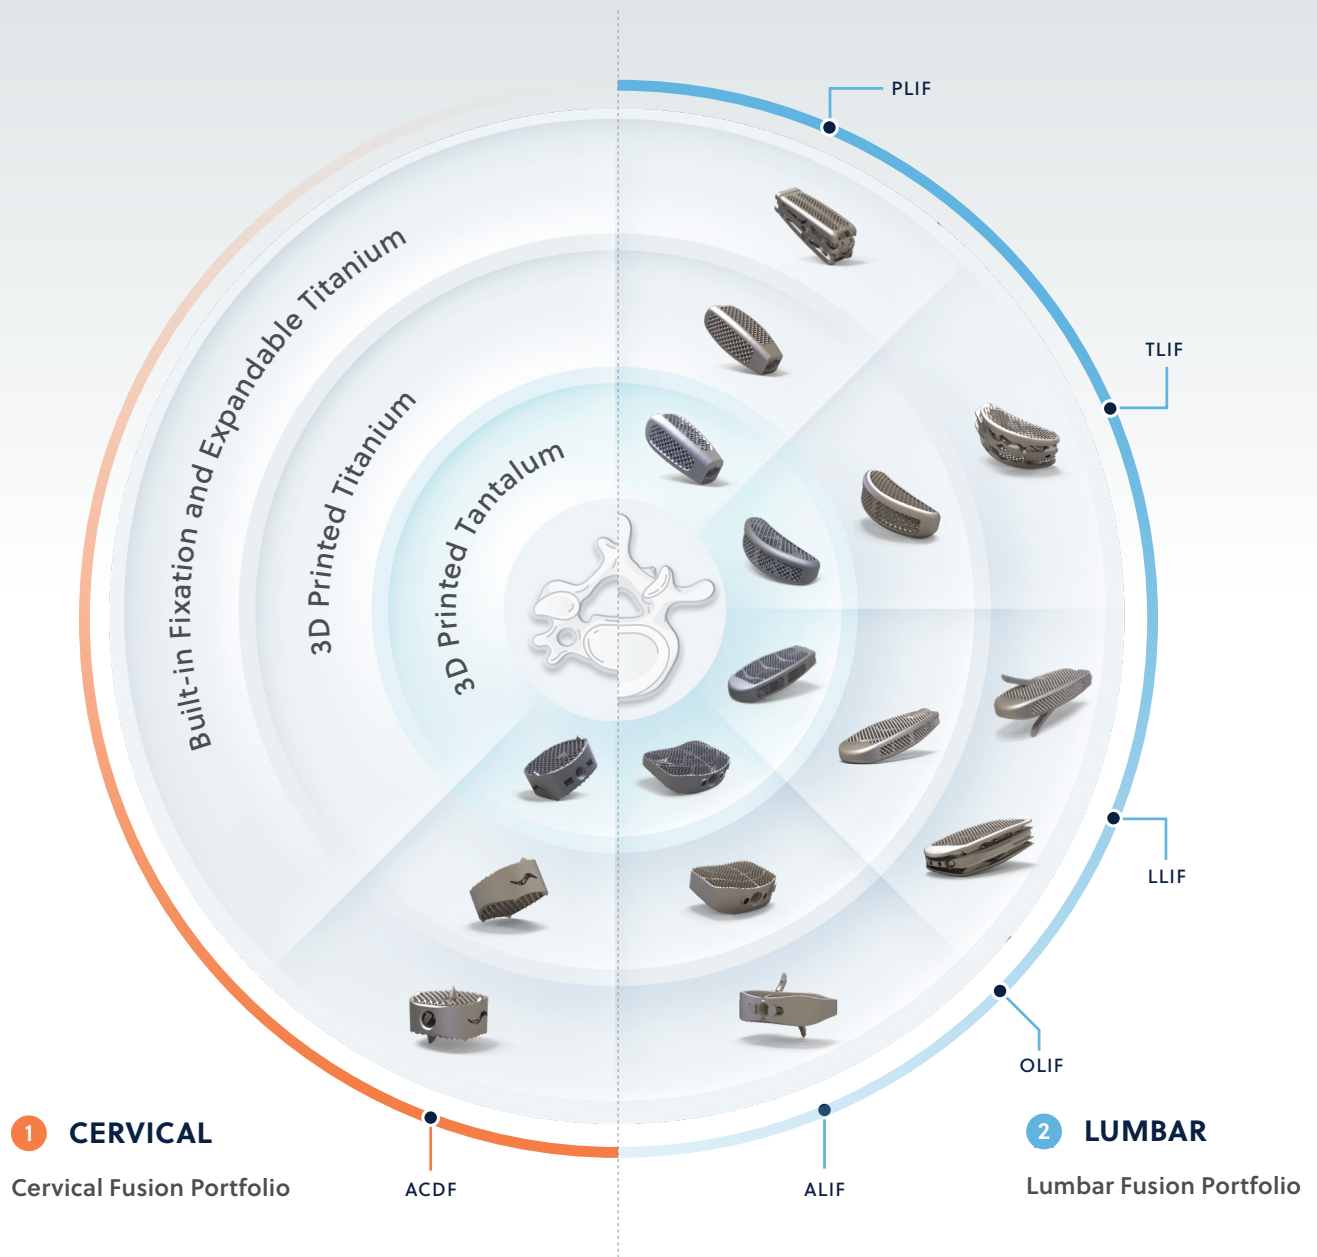 PLIF
TLIF
Built-in Fixation and Expandable Titanium
3D Printed Titanium
3D Printed Tantalum
LLIF
OLIF
1 CERVICAL
Cervical Fusion Portfolio
ACDF
ALIF
2 LUMBAR
Lumbar Fusion Portfolio